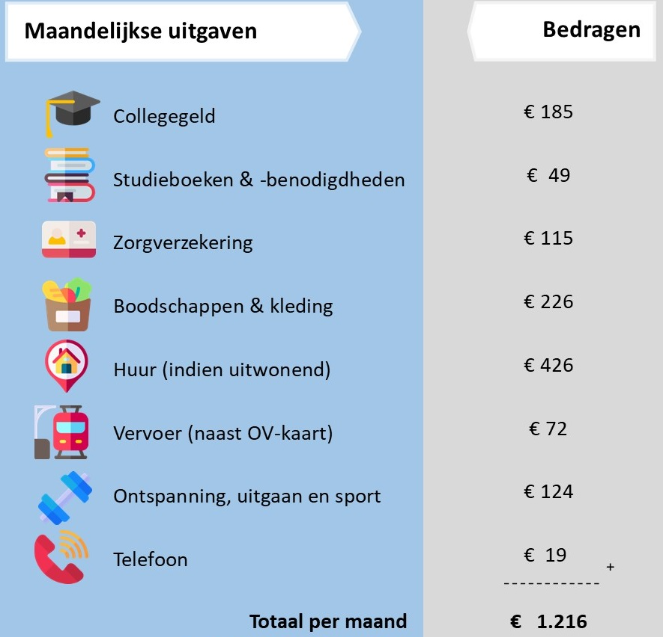 Maandelijkse uitgaven Bedragen
Collegegeld € 185
Studieboeken & -benodigdheden € 49
Zorgverzekering € 115
Boodschappen & kleding € 226
Huur (indien uitwonend) € 426
Vervoer (naast OV-kaart) € 72
Ontspanning, uitgaan en sport € 124
Telefoon € 19 +
------------
Totaal per maand € 1.216